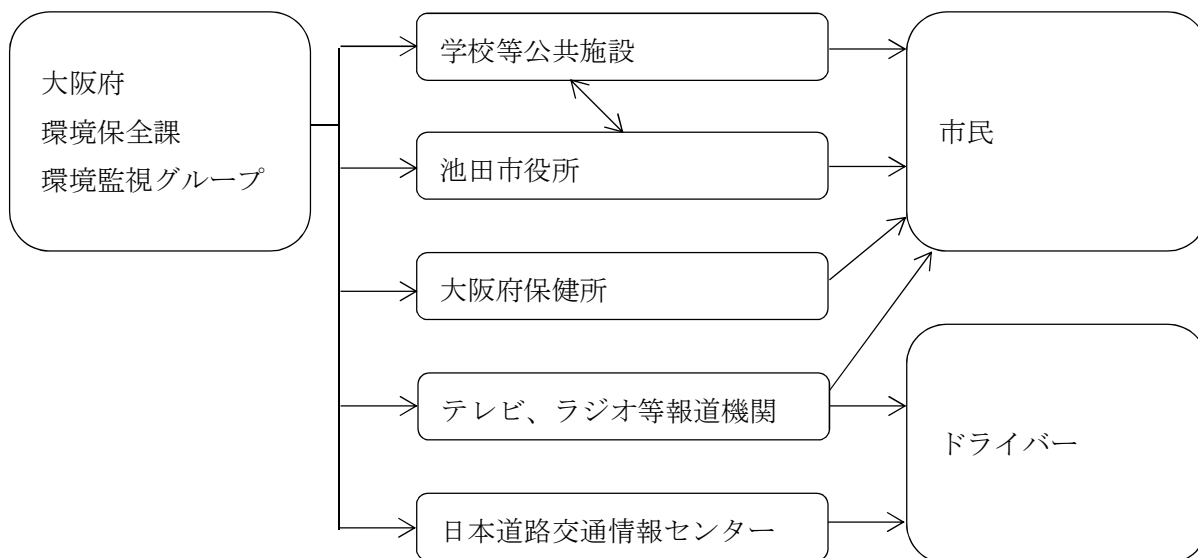 大阪府
環境保全課
環境監視グループ
学校等公共施設
池田市役所
大阪府保健所
テレビ、ラジオ等報道機関
日本道路交通情報センター
市民
ドライバー